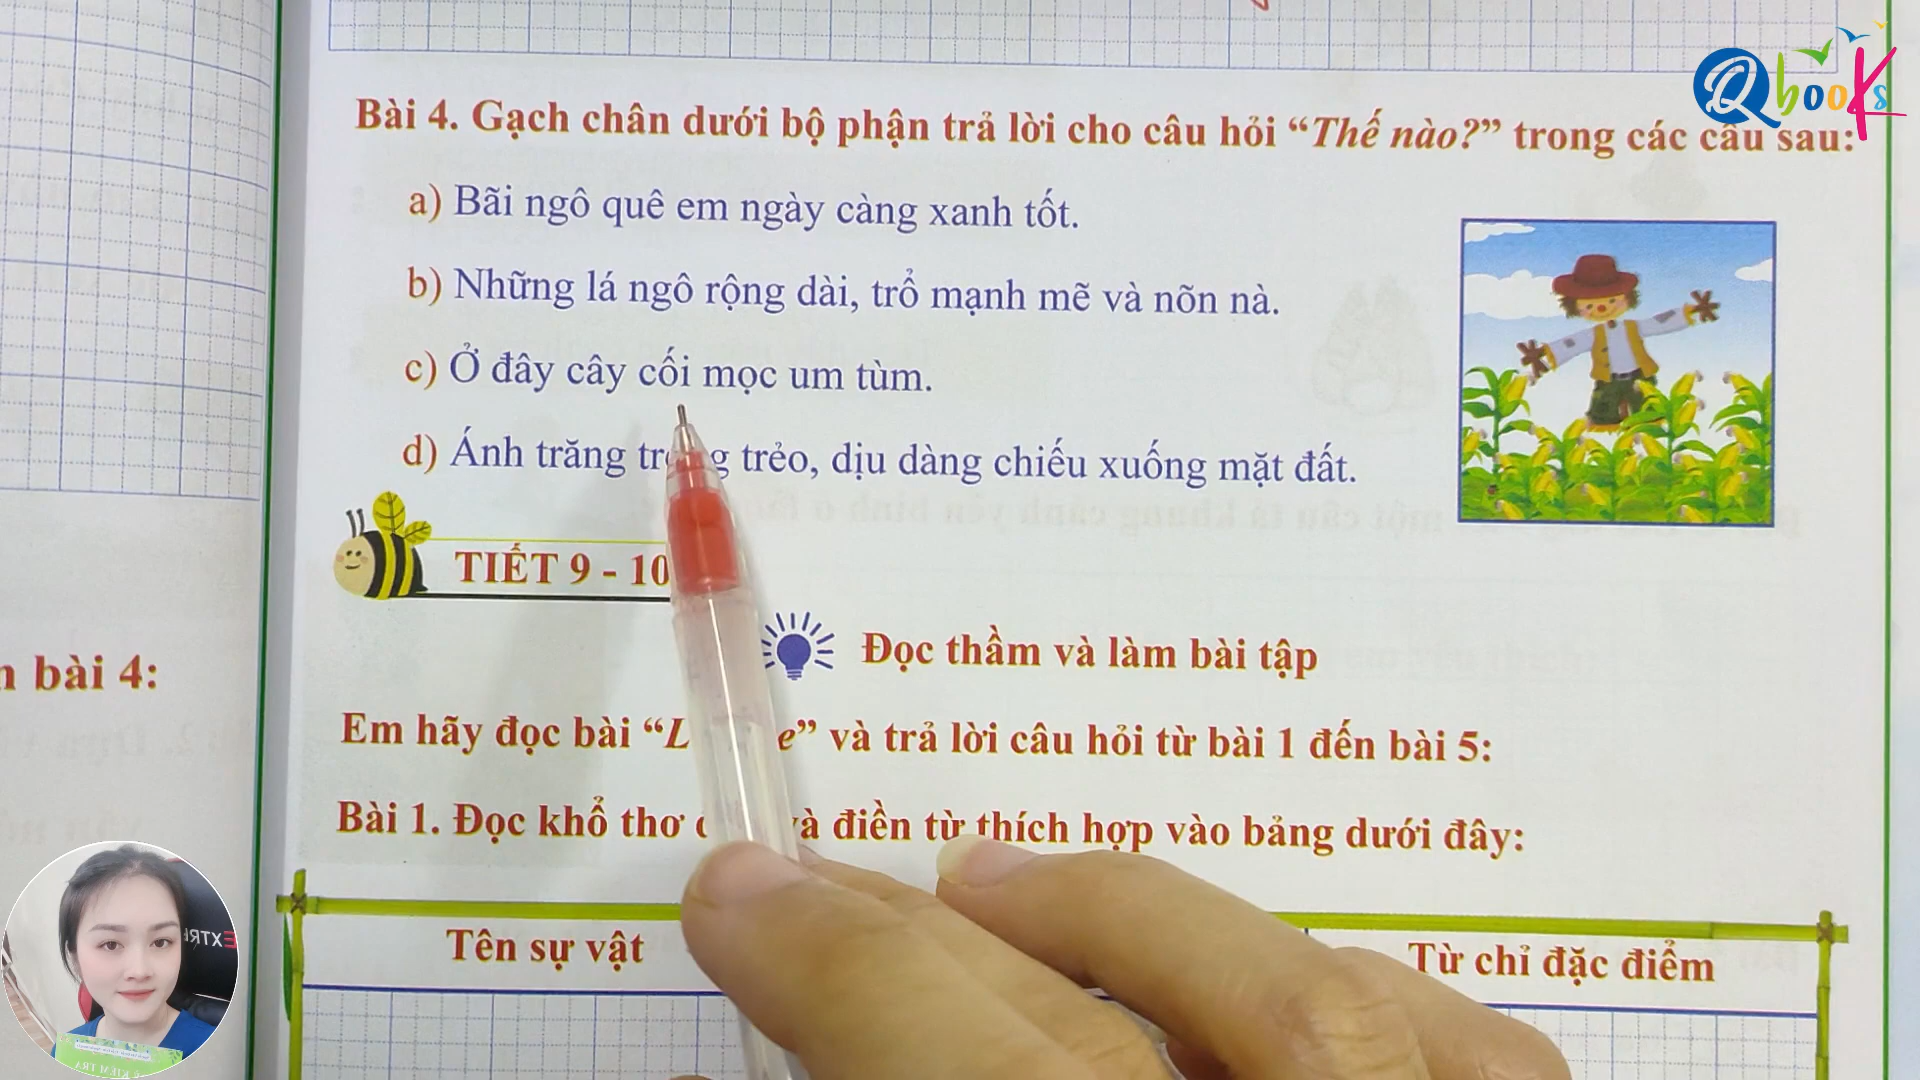 Qbooks
Bài 4. Gạch chân dưới bộ phận trả lời cho câu hỏi “Thế nào?” trong các câu sau:
a) Bãi ngô quê em ngày càng xanh tốt.
b) Những lá ngô rộng dài, trổ mạnh mẽ và nõn nà.
c) Ở đây cây cối mọc um tùm.
d) Ánh trăng trẻo, dịu dàng chiếu xuống mặt đất.
TIẾT 9 - 10
Đọc thầm và làm bài tập
bài 4:
Em hãy đọc bài “ ” và trả lời câu hỏi từ bài 1 đến bài 5:
Bài 1. Đọc khổ thơ và điền từ thích hợp vào bảng dưới đây:
Tên sự vật
Từ chỉ đặc điểm